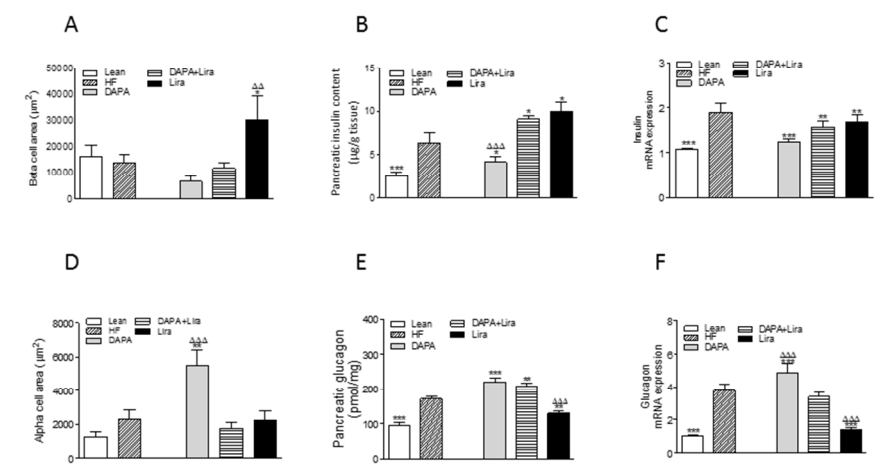 A
50000
40000
30000
20000
10000
0
Beta cell area (µm²)
Lean
HF
DAPA
DAPA+Lira
Lira
ΔΔ
*
B
15
10
5
0
Pancreatic insulin content
(µg/g tissue)
Lean
HF
DAPA
DAPA+Lira
Lira
***
ΔΔΔ
*
*
*
C
3
2
1
0
Insulin
mRNA expression
Lean
HF
DAPA
DAPA+Lira
Lira
***
***
**
**
D
8000
6000
4000
2000
0
Alpha cell area (µm²)
Lean
HF
DAPA
DAPA+Lira
Lira
ΔΔΔ
**
E
400
300
200
100
0
Pancreatic glucagon
(pmol/mg)
Lean
HF
DAPA
DAPA+Lira
Lira
***
***
**
ΔΔΔ
**
F
8
6
4
2
0
Glucagon
mRNA expression
Lean
HF
DAPA
DAPA+Lira
Lira
***
ΔΔΔ
***
ΔΔΔ
***